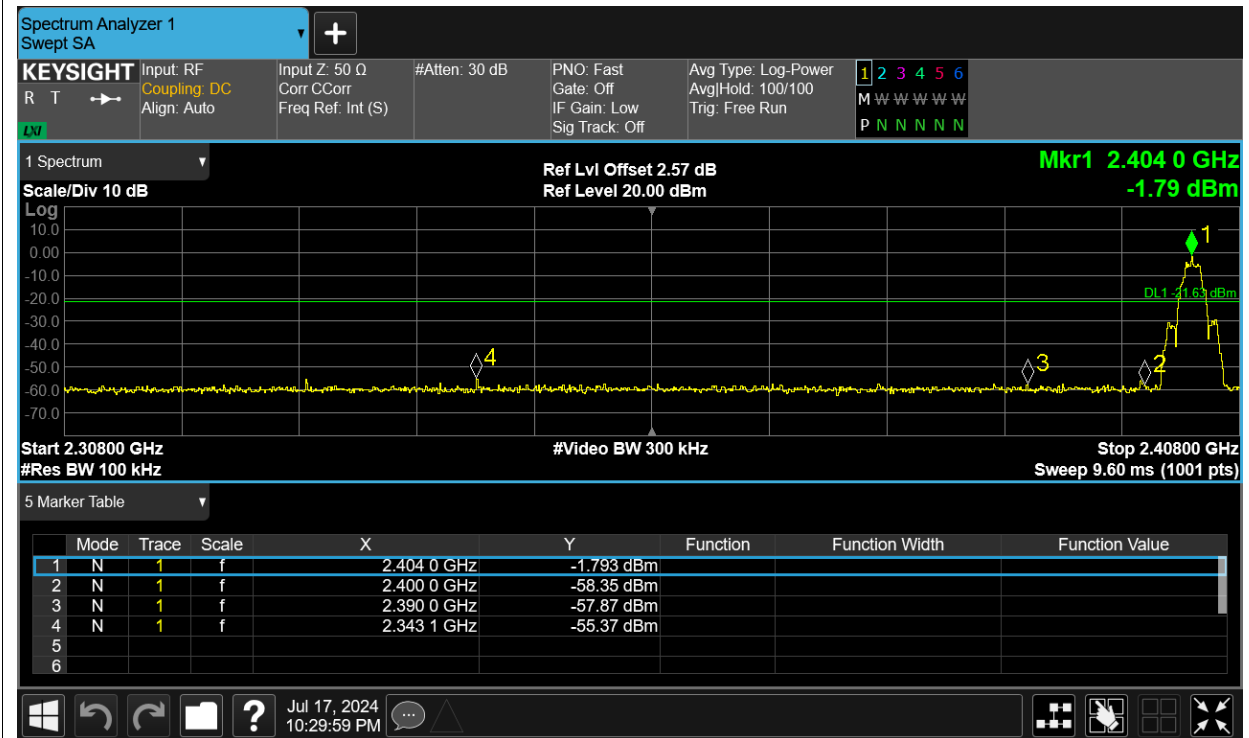 Spectrum Analyzer 1
Swept SA
+
KEYSIGHT Input: RF Input Z: 50 Ω #Atten: 30 dB PNO: Fast Avg Type: Log-Power 1 2 3 4 5 6
R T Coupling: DC Corr CCorr Gate: Off Avg|Hold: 100/100 M W W W W W
Align: Auto Freq Ref: Int (S) IF Gain: Low Trig: Free Run
LXI Sig Track: Off P N N N N N
1 Spectrum Ref Lvl Offset 2.57 dB Mkr1 2.404 0 GHz
Scale/Div 10 dB Ref Level 20.00 dBm -1.79 dBm
Log
10.0 1
0.00
-10.0
-20.0 DL1 -21.63 dBm
-30.0
-40.0
-50.0 4 3 2
-60.0
-70.0
Start 2.30800 GHz #Video BW 300 kHz Stop 2.40800 GHz
#Res BW 100 kHz Sweep 9.60 ms (1001 pts)
5 Marker Table
Mode Trace Scale X Y Function Function Width Function Value
1 N 1 f 2.404 0 GHz -1.793 dBm
2 N 1 f 2.400 0 GHz -58.35 dBm
3 N 1 f 2.390 0 GHz -57.87 dBm
4 N 1 f 2.343 1 GHz -55.37 dBm
5
6
? Jul 17, 2024
10:29:59 PM